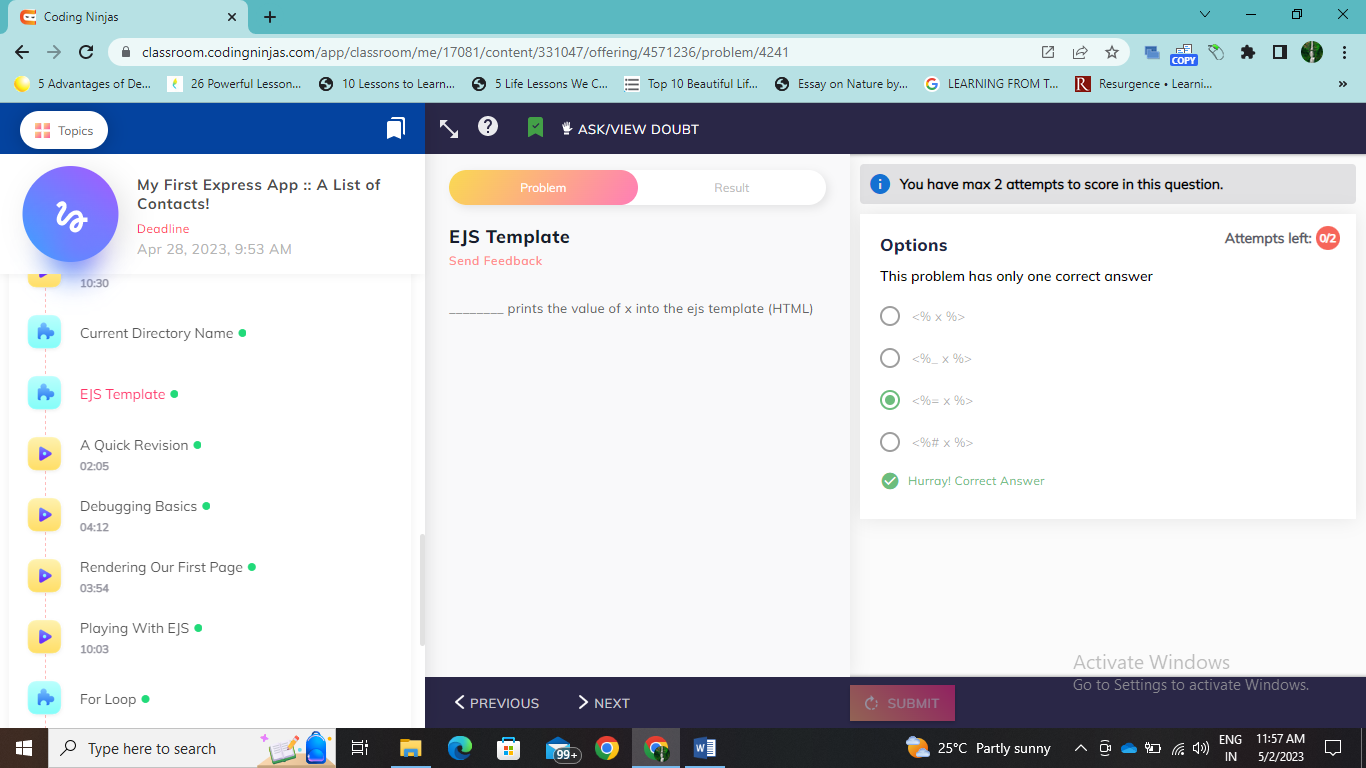 Coding Ninjas
classroom.codingninjas.com/app/classroom/me/17081/content/331047/offering/4571236/problem/4241
COPY
5 Advantages of De...
26 Powerful Lesson...
10 Lessons to Learn...
5 Life Lessons We C...
Top 10 Beautiful Lif...
Essay on Nature by...
LEARNING FROM T...
Resurgence • Learni...
»
Topics
ASK/VIEW DOUBT
My First Express App :: A List of
Contacts!
Deadline
Apr 28, 2023, 9:53 AM
10:30
Current Directory Name
EJS Template
A Quick Revision
02:05
Debugging Basics
04:12
Rendering Our First Page
03:54
Playing With EJS
10:03
For Loop
Problem
Result
EJS Template
Send Feedback
________ prints the value of x into the ejs template (HTML)
You have max 2 attempts to score in this question.
Options
Attempts left: 0/2
This problem has only one correct answer
<% x %>
<%_ x %>
<%= x %>
<%# x %>
Hurray! Correct Answer
Activate Windows
Go to Settings to activate Windows.
PREVIOUS
NEXT
SUBMIT
Type here to search
99+
25°C Partly sunny
ENG
IN
11:57 AM
5/2/2023